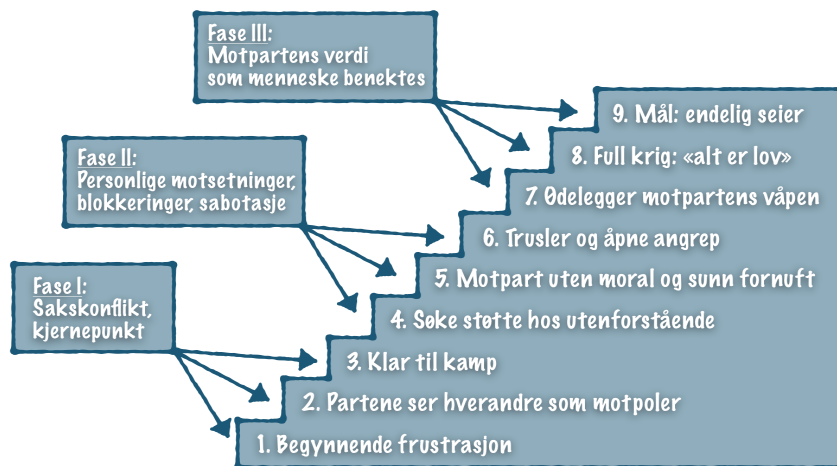 Fase III:
Motpartens verdi
som menneske benektes
Fase II:
Personlige motsetninger,
blokkeringer, sabotasje
Fase I:
Sakskonflikt,
kjernepunkt
9. Mål: endelig seier
8. Full krig: «alt er lov»
7. Ødelegger motpartens våpen
6. Trusler og åpne angrep
5. Motpart uten moral og sunn fornuft
4. Søke støtte hos utenforstående
3. Klar til kamp
2. Partene ser hverandre som motpoler
1. Begynnende frustrasjon